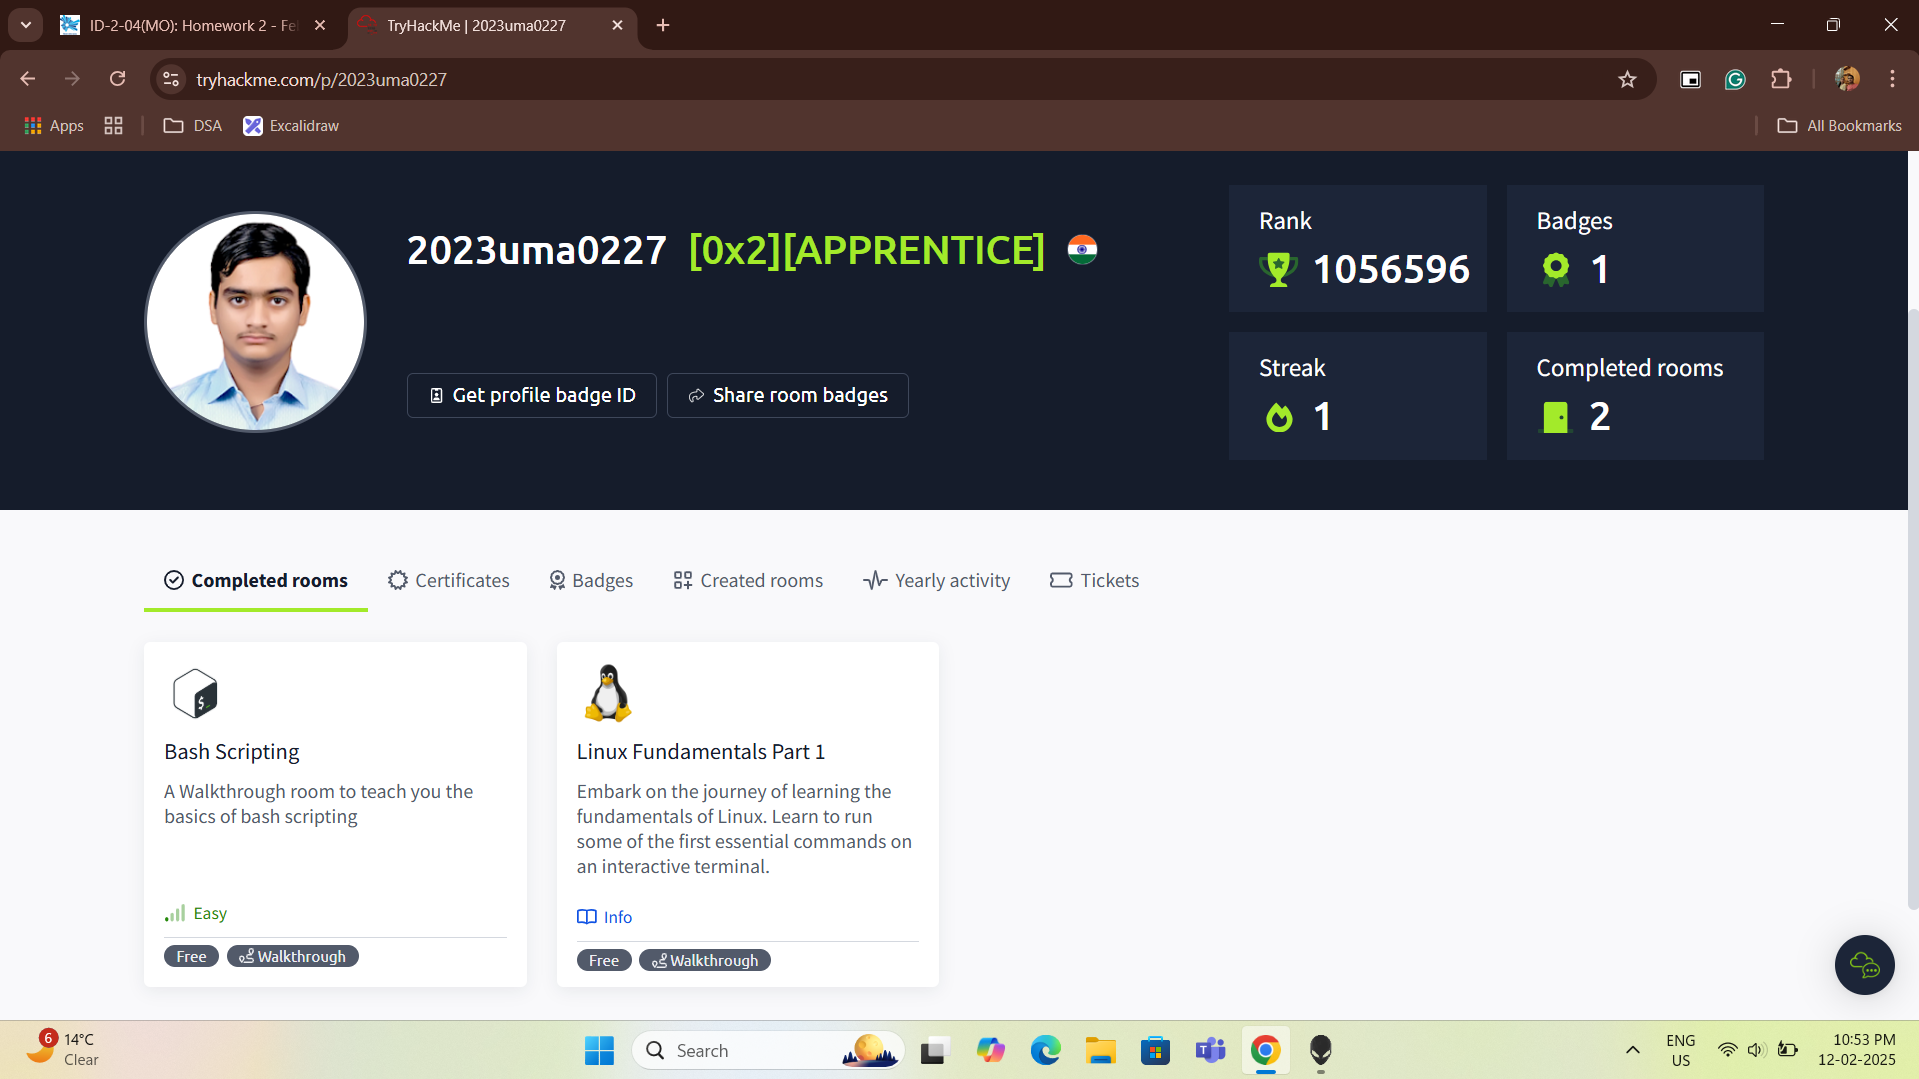 ID-2-04(MO): Homework 2 - Fe
TryHackMe | 2023uma0227
tryhackme.com/p/2023uma0227
Apps
DSA
Excalidraw
All Bookmarks
2023uma0227 [0x2][APPRENTICE]
Get profile badge ID
Share room badges
Rank
1056596
Badges
1
Streak
1
Completed rooms
2
Completed rooms
Certificates
Badges
Created rooms
Yearly activity
Tickets
Bash Scripting
A Walkthrough room to teach you the
basics of bash scripting
Easy
Free
Walkthrough
Linux Fundamentals Part 1
Embark on the journey of learning the
fundamentals of Linux. Learn to run
some of the first essential commands on
an interactive terminal.
Info
Free
Walkthrough
6
14°C
Clear
Search
ENG
US
10:53 PM
12-02-2025